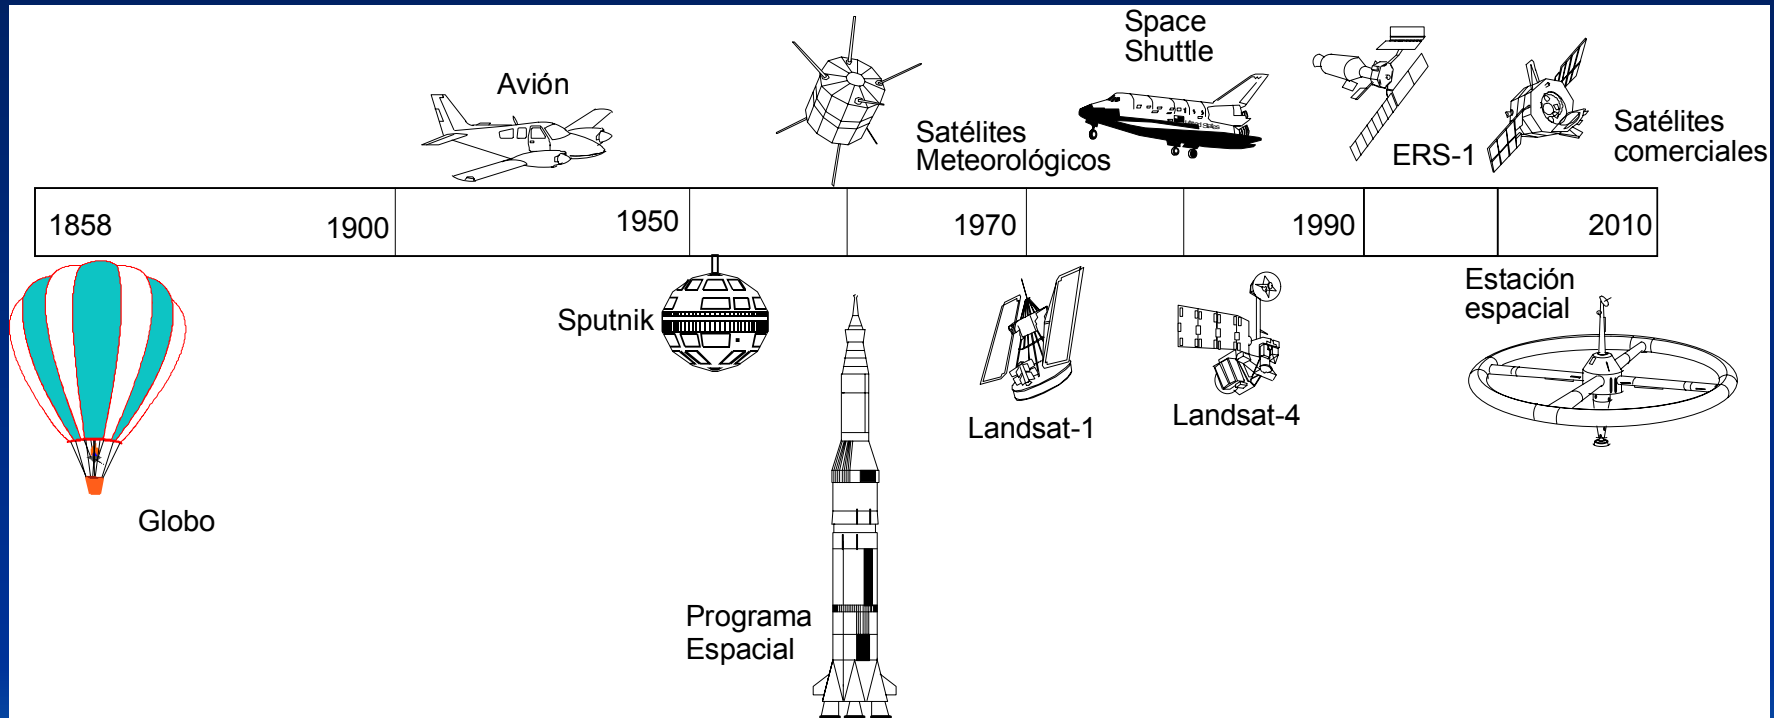 Space
Shuttle
Avión
Satélites
Meteorológicos
ERS-1
Satélites
comerciales
1858
1900
1950
1970
1990
2010
Sputnik
Estación
espacial
Landsat-1
Landsat-4
Globo
Programa
Espacial